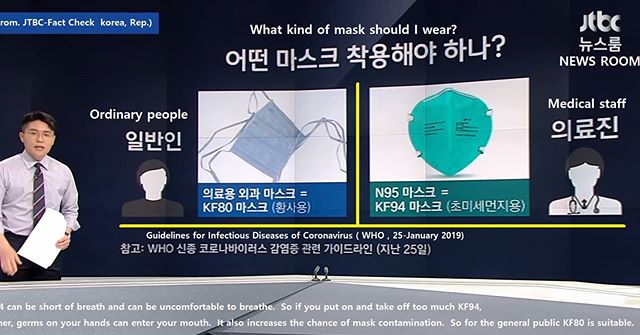 rom. JTBC-Fact Check  korea, Rep.)
What kind of mask should I wear?
jtbc
뉴스룸
NEWS ROOM
어떤 마스크 착용해야 하나?
Ordinary people
일반인
의료용 외과 마스크 =
KF80 마스크 (황사용)
N95 마스크 =
KF94 마스크 (초미세먼지용)
Medical staff
의료진
Guidelines for Infectious Diseases of Coronavirus ( WHO , 25-January 2019)
참고: WHO 신종 코로나바이러스 감염증 관련 가이드라인 (지난 25일)
4 can be short of breath and can be uncomfortable to breathe.  So if you put on and take off too much KF94,
her, germs on your hands can enter your mouth.  It also increases the chance of mask contamination.  So for the general public KF80 is suitable.